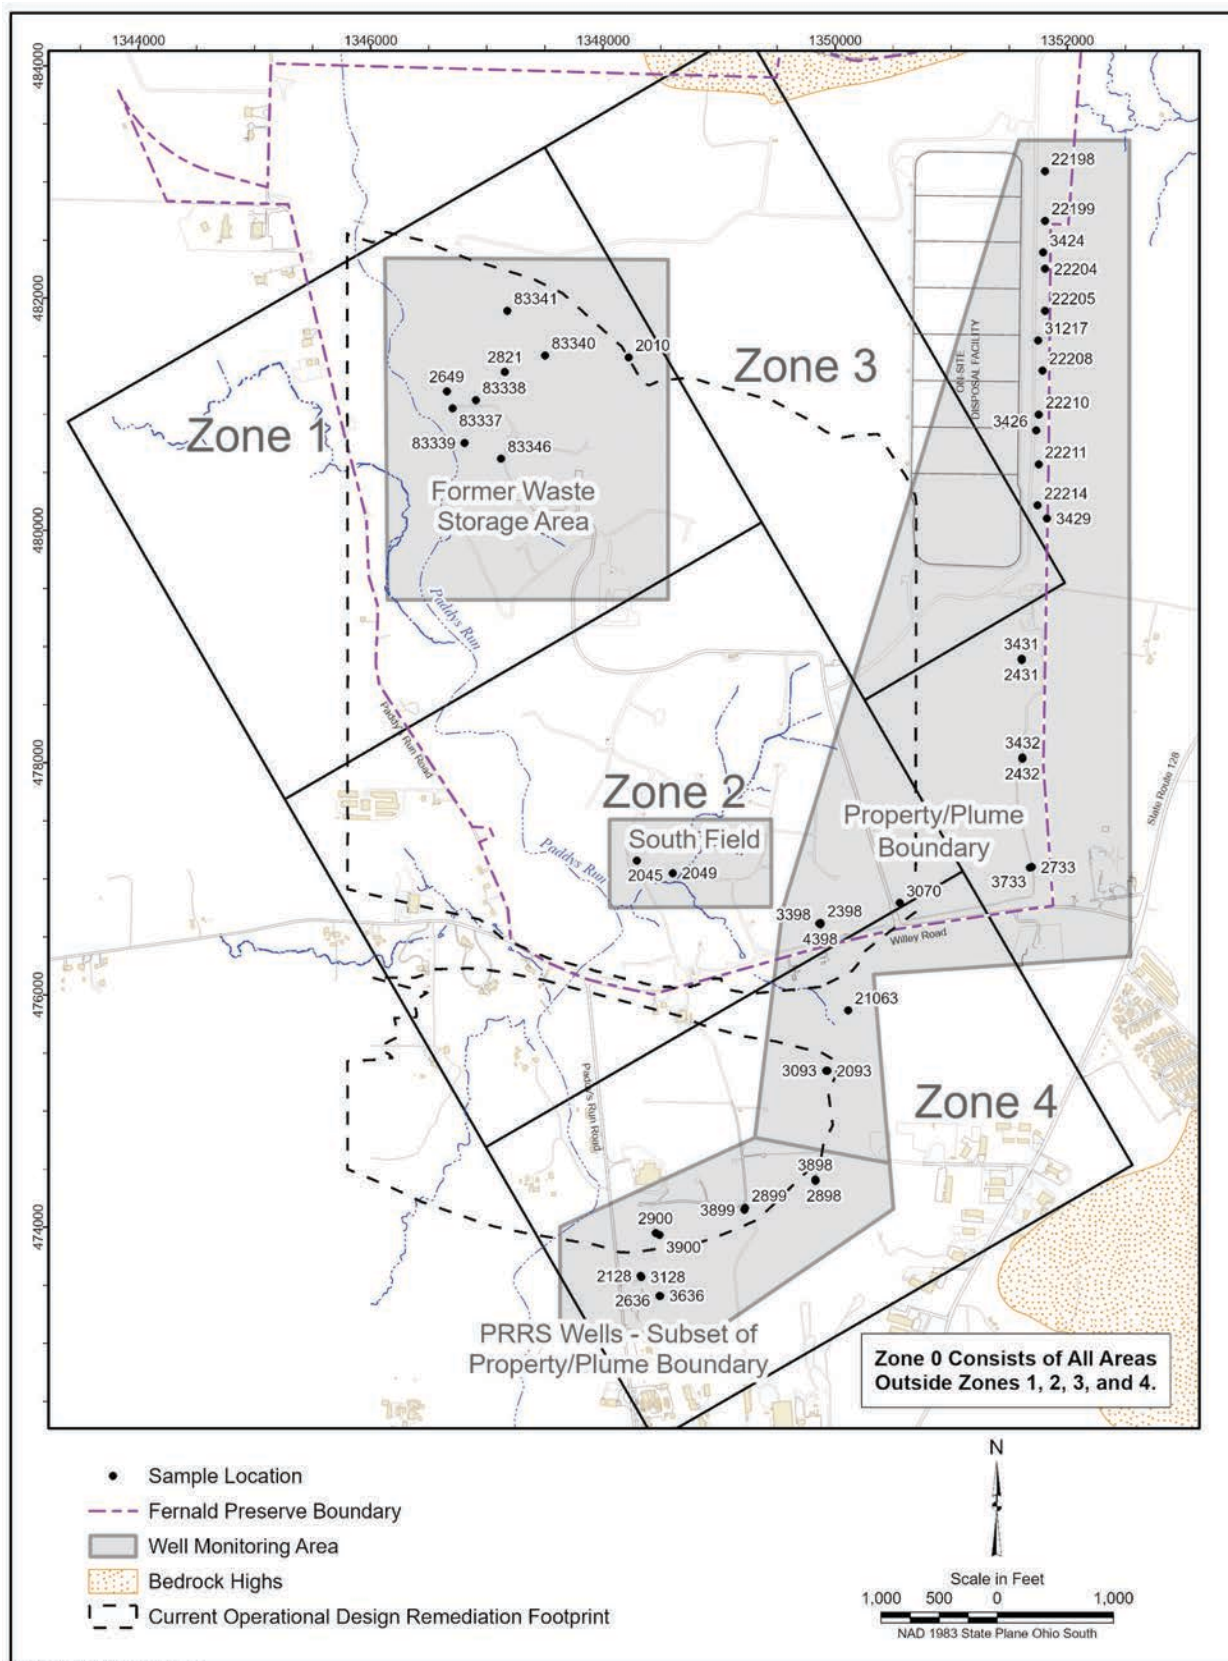 1344000
1346000
1348000
1350000
1352000
484000
482000
480000
478000
476000
474000
22198
22199
3424
22204
22205
31217
22208
22210
3426
22211
22214
3429
83341
83340
2010
2821
2649
83338
83337
83339
83346
Zone 1
Zone 3
Former Waste
Storage Area
ON-SITE
DISPOSAL FACILITY
Paddys Run
3431
2431
3432
2432
Paddy's Run Road
State Route 128
Zone 2
South Field
2045
2049
Paddys Run
Property/Plume
Boundary
2733
3733
3070
3398
2398
4398
Willey Road
21063
3093
2093
Zone 4
Paddy's Run Road
3898
2898
2899
3899
2900
3900
2128
3128
2636
3636
PRRS Wells - Subset of
Property/Plume Boundary
Zone 0 Consists of All Areas
Outside Zones 1, 2, 3, and 4.
Sample Location
Fernald Preserve Boundary
Well Monitoring Area
Bedrock Highs
Current Operational Design Remediation Footprint
N
Scale in Feet
1,000 500 0 1,000
NAD 1983 State Plane Ohio South